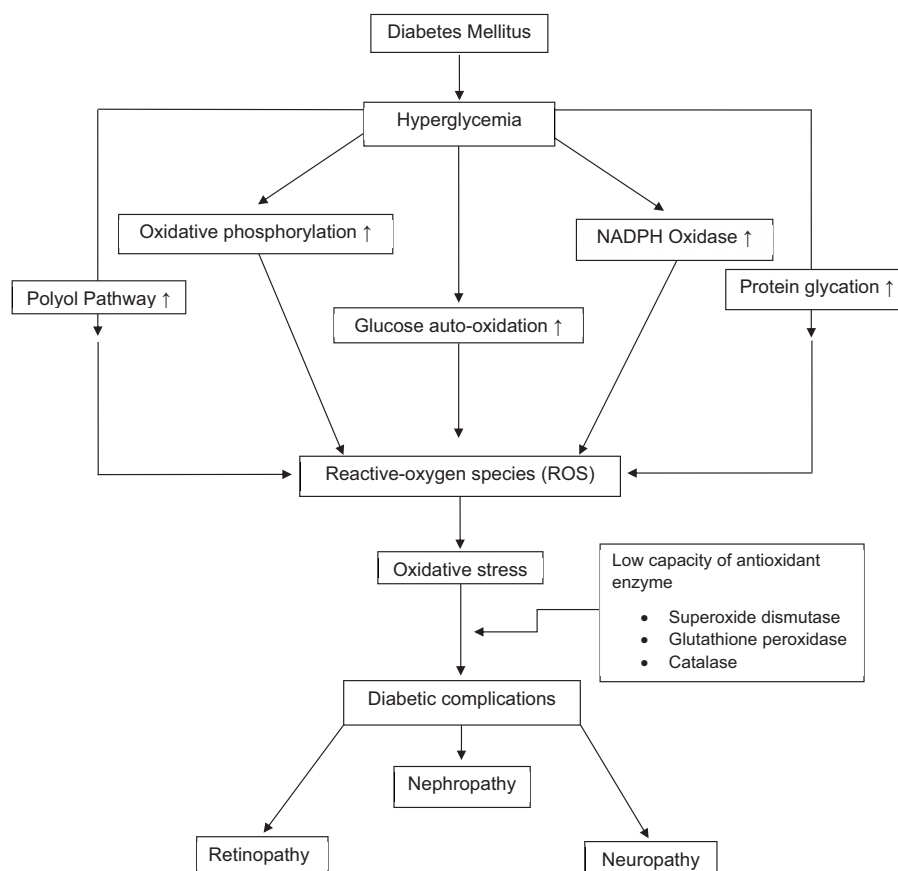 Diabetes Mellitus
Hyperglycemia
Oxidative phosphorylation ↑
NADPH Oxidase ↑
Polyol Pathway ↑
Protein glycation ↑
Glucose auto-oxidation ↑
Reactive-oxygen species (ROS)
Oxidative stress
Low capacity of antioxidant
enzyme
• Superoxide dismutase
• Glutathione peroxidase
• Catalase
Diabetic complications
Nephropathy
Retinopathy
Neuropathy